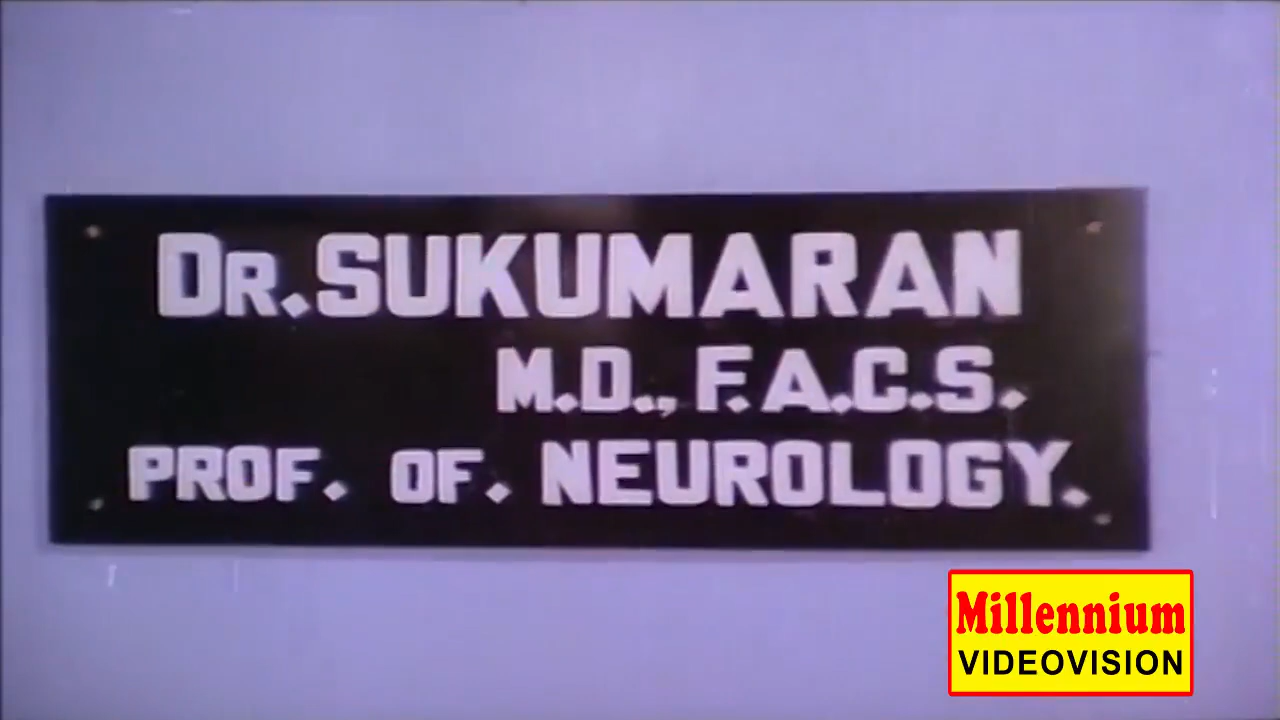 DR.SUKUMARAN
M.D., F.A.C.S.
PROF. OF. NEUROLOGY.
Millennium
VIDEOVISION